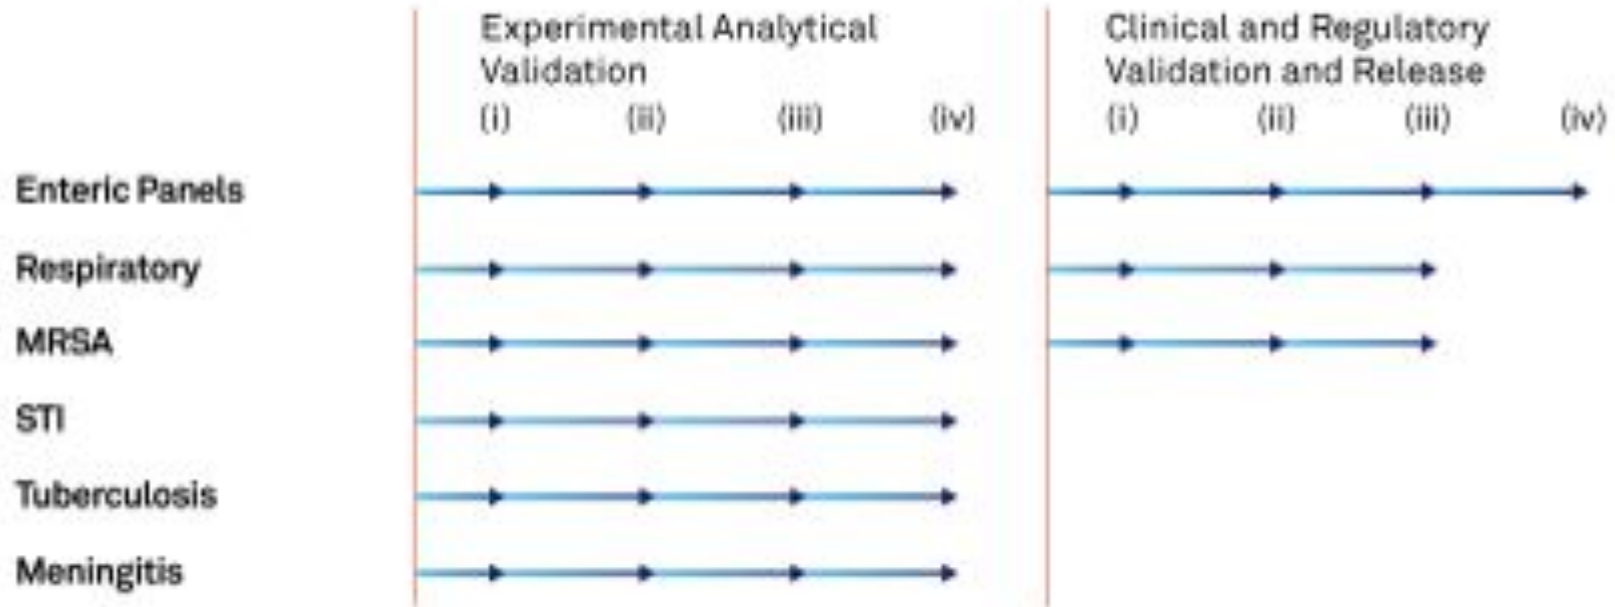 Experimental Analytical
Validation
(i) (ii) (iii) (iv)
Clinical and Regulatory
Validation and Release
(i) (ii) (iii) (iv)
Enteric Panels
Respiratory
MRSA
STI
Tuberculosis
Meningitis